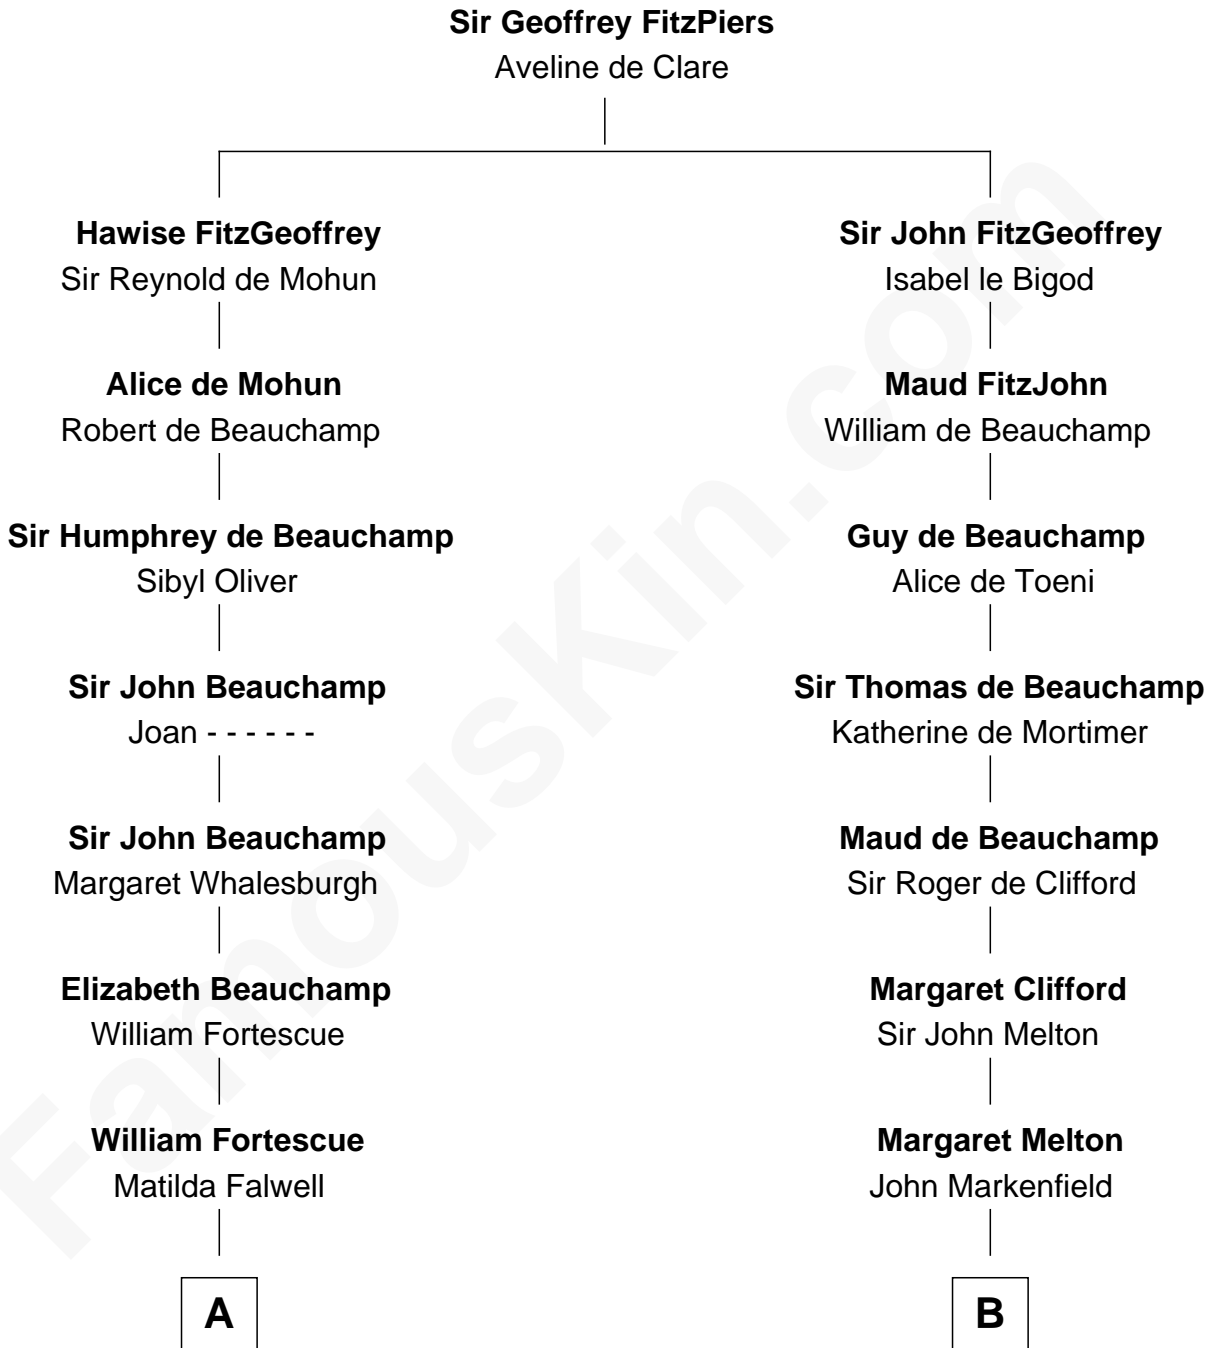 Sir Geoffrey FitzPiers
Aveline de Clare
Hawise FitzGeoffrey
Sir Reynold de Mohun
Alice de Mohun
Robert de Beauchamp
Sir Humphrey de Beauchamp
Sibyl Oliver
Sir John Beauchamp
Joan - - - - - -
Sir John Beauchamp
Margaret Whalesburgh
Elizabeth Beauchamp
William Fortescue
William Fortescue
Matilda Falwell
A
Sir John FitzGeoffrey
Isabel le Bigod
Maud FitzJohn
William de Beauchamp
Guy de Beauchamp
Alice de Toeni
Sir Thomas de Beauchamp
Katherine de Mortimer
Maud de Beauchamp
Sir Roger de Clifford
Margaret Clifford
Sir John Melton
Margaret Melton
John Markenfield
B
FamousKin.com